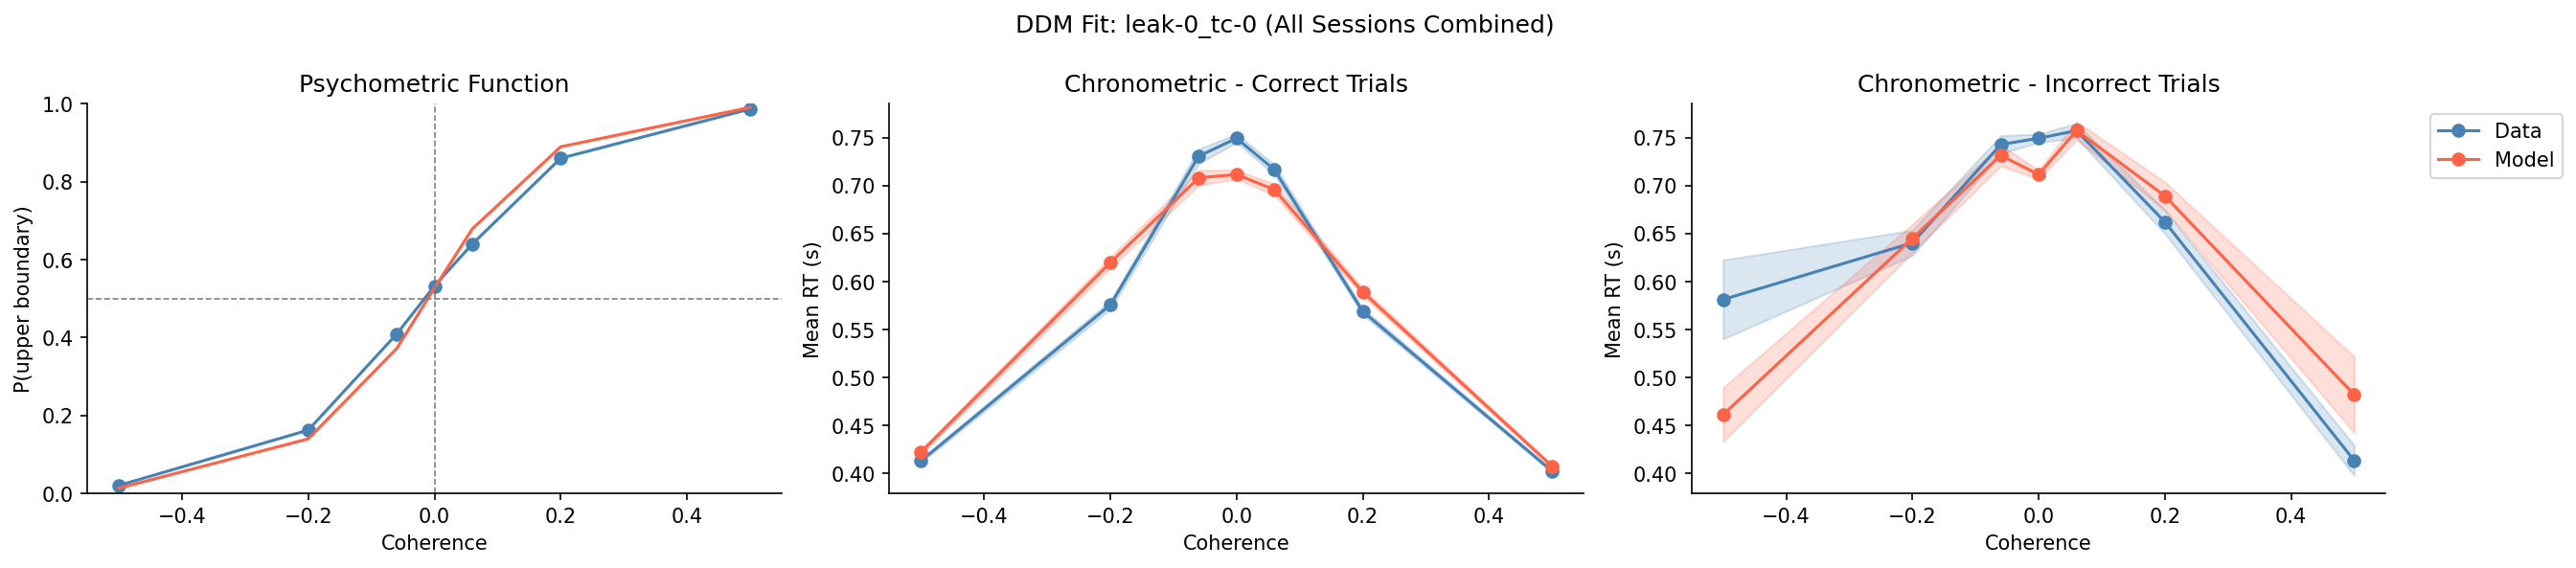 DDM Fit: leak-0_tc-0 (All Sessions Combined)
Psychometric Function
P(upper boundary)
1.0
0.8
0.6
0.4
0.2
0.0
−0.4 −0.2 0.0 0.2 0.4
Coherence
Chronometric - Correct Trials
Mean RT (s)
0.75
0.70
0.65
0.60
0.55
0.50
0.45
0.40
−0.4 −0.2 0.0 0.2 0.4
Coherence
Chronometric - Incorrect Trials
Mean RT (s)
0.75
0.70
0.65
0.60
0.55
0.50
0.45
0.40
−0.4 −0.2 0.0 0.2 0.4
Coherence
Data
Model